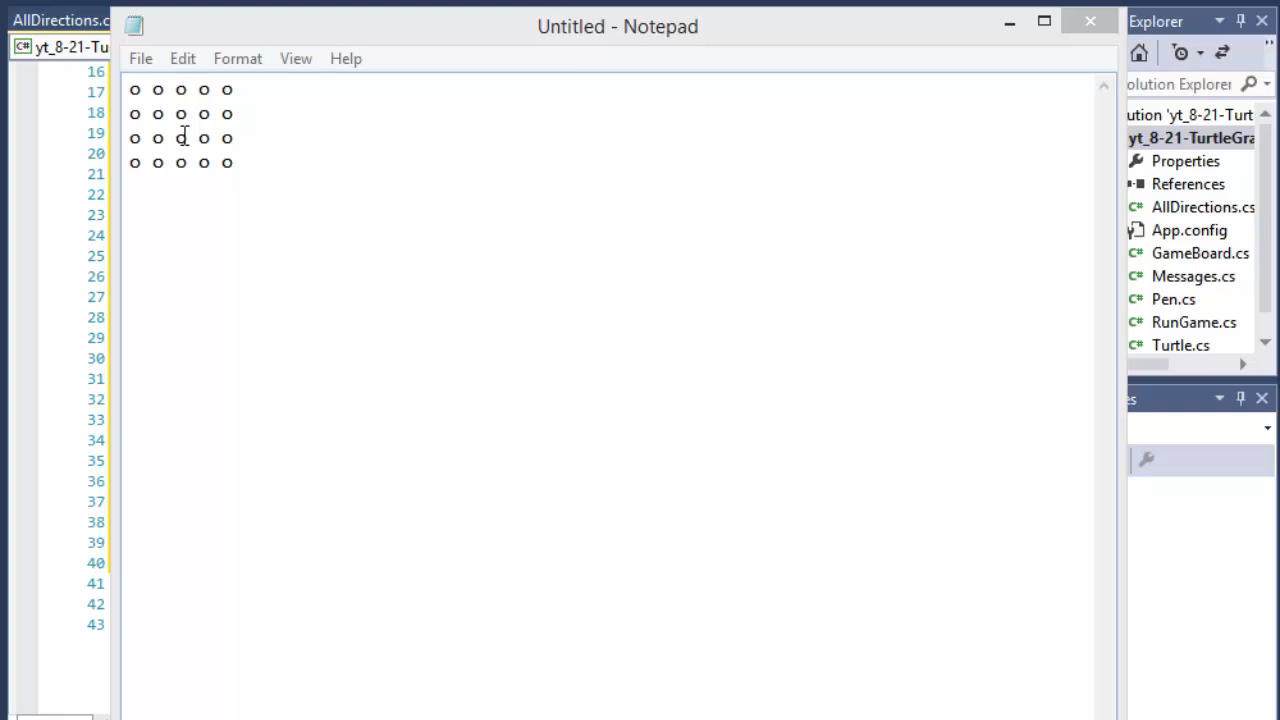 AllDirections.c
yt_8-21-Tu
16
17
18
19
20
21
22
23
24
25
26
27
28
29
30
31
32
33
34
35
36
37
38
39
40
41
42
43
Untitled - Notepad
File Edit Format View Help
o o o o o
o o o o o
o o o o o
o o o o o
Explorer
olution Explorer
ution 'yt_8-21-Turt
yt_8-21-TurtleGra
Properties
References
AllDirections.cs
App.config
GameBoard.cs
Messages.cs
Pen.cs
RunGame.cs
Turtle.cs
es